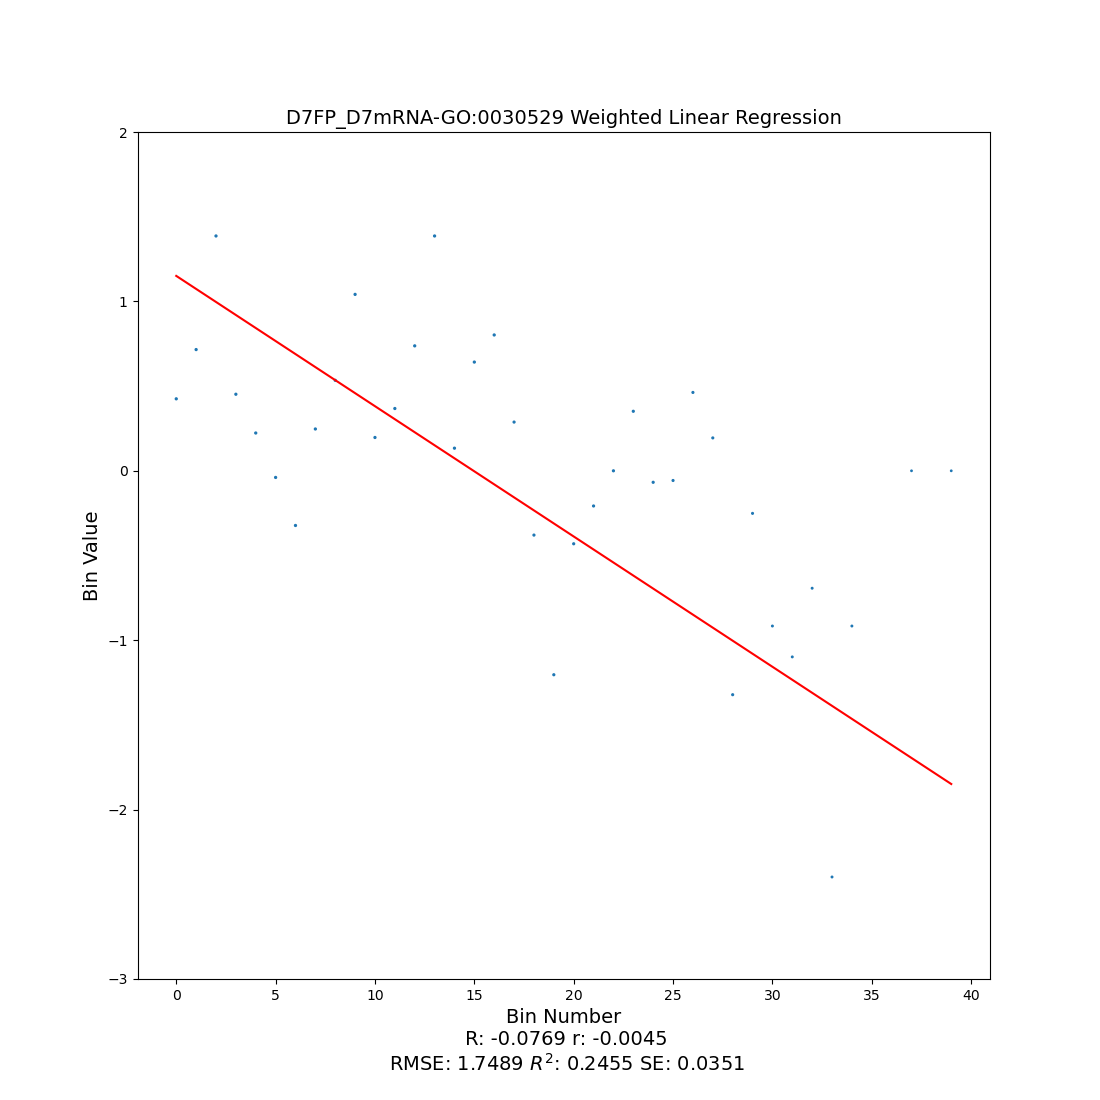 D7FP_D7mRNA-GO:0030529 Weighted Linear Regression
2
1
0
−1
−2
−3
Bin Value
0 5 10 15 20 25 30 35 40
Bin Number
R: -0.0769 r: -0.0045
RMSE: 1.7489 R²: 0.2455 SE: 0.0351